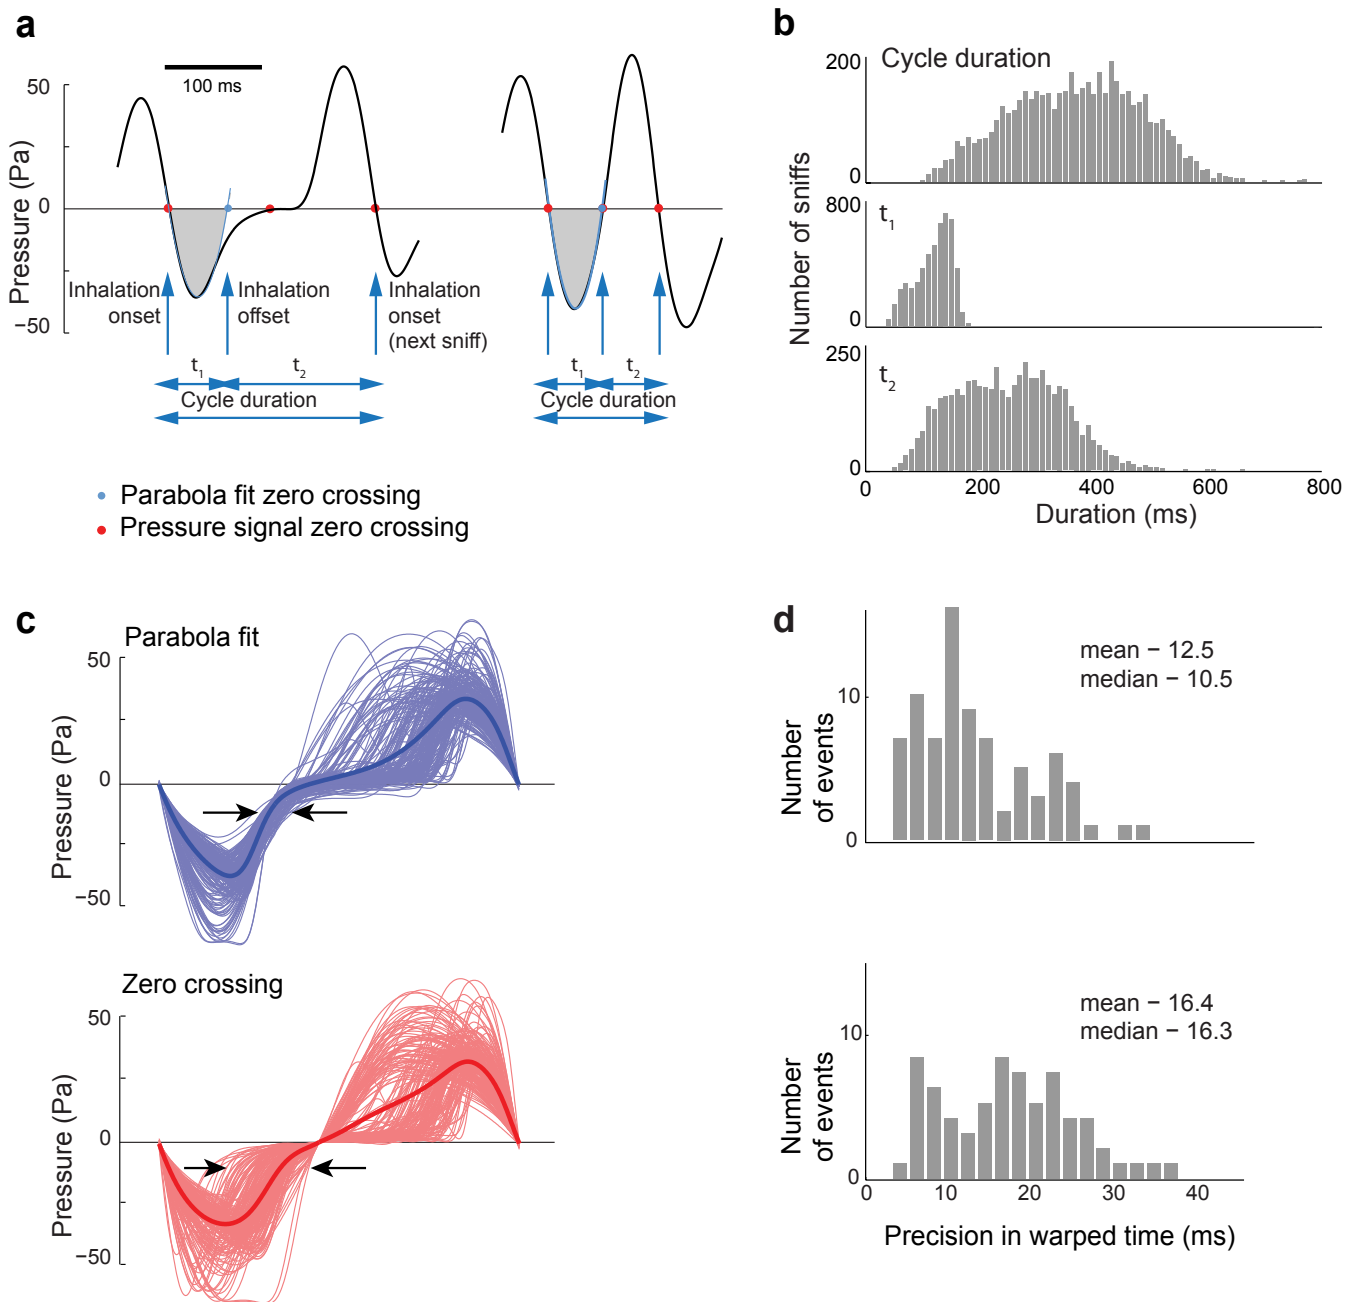 a
100 ms
50
0
−50
Pressure (Pa)
Inhalation
onset
Inhalation
offset
Inhalation
onset
(next sniff)
t1
t2
Cycle duration
t1
t2
Cycle duration
Parabola fit zero crossing
Pressure signal zero crossing
b
Cycle duration
200
0
t1
800
0
t2
250
0
Number of sniffs
0
200
400
600
800
Duration (ms)
c
Parabola fit
50
0
−50
Pressure (Pa)
Zero crossing
50
0
−50
Pressure (Pa)
d
mean − 12.5
median − 10.5
10
0
Number
of events
mean − 16.4
median − 16.3
10
0
Number
of events
0
10
20
30
40
Precision in warped time (ms)